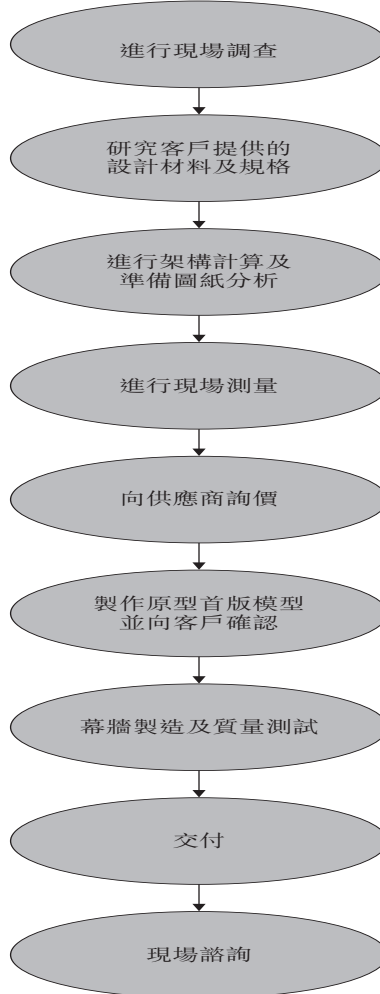 進行現場調查
研究客戶提供的
設計材料及規格
進行架構計算及
準備圖紙分析
進行現場測量
向供應商詢價
製作原型首版模型
並向客戶確認
幕牆製造及質量測試
交付
現場諮詢